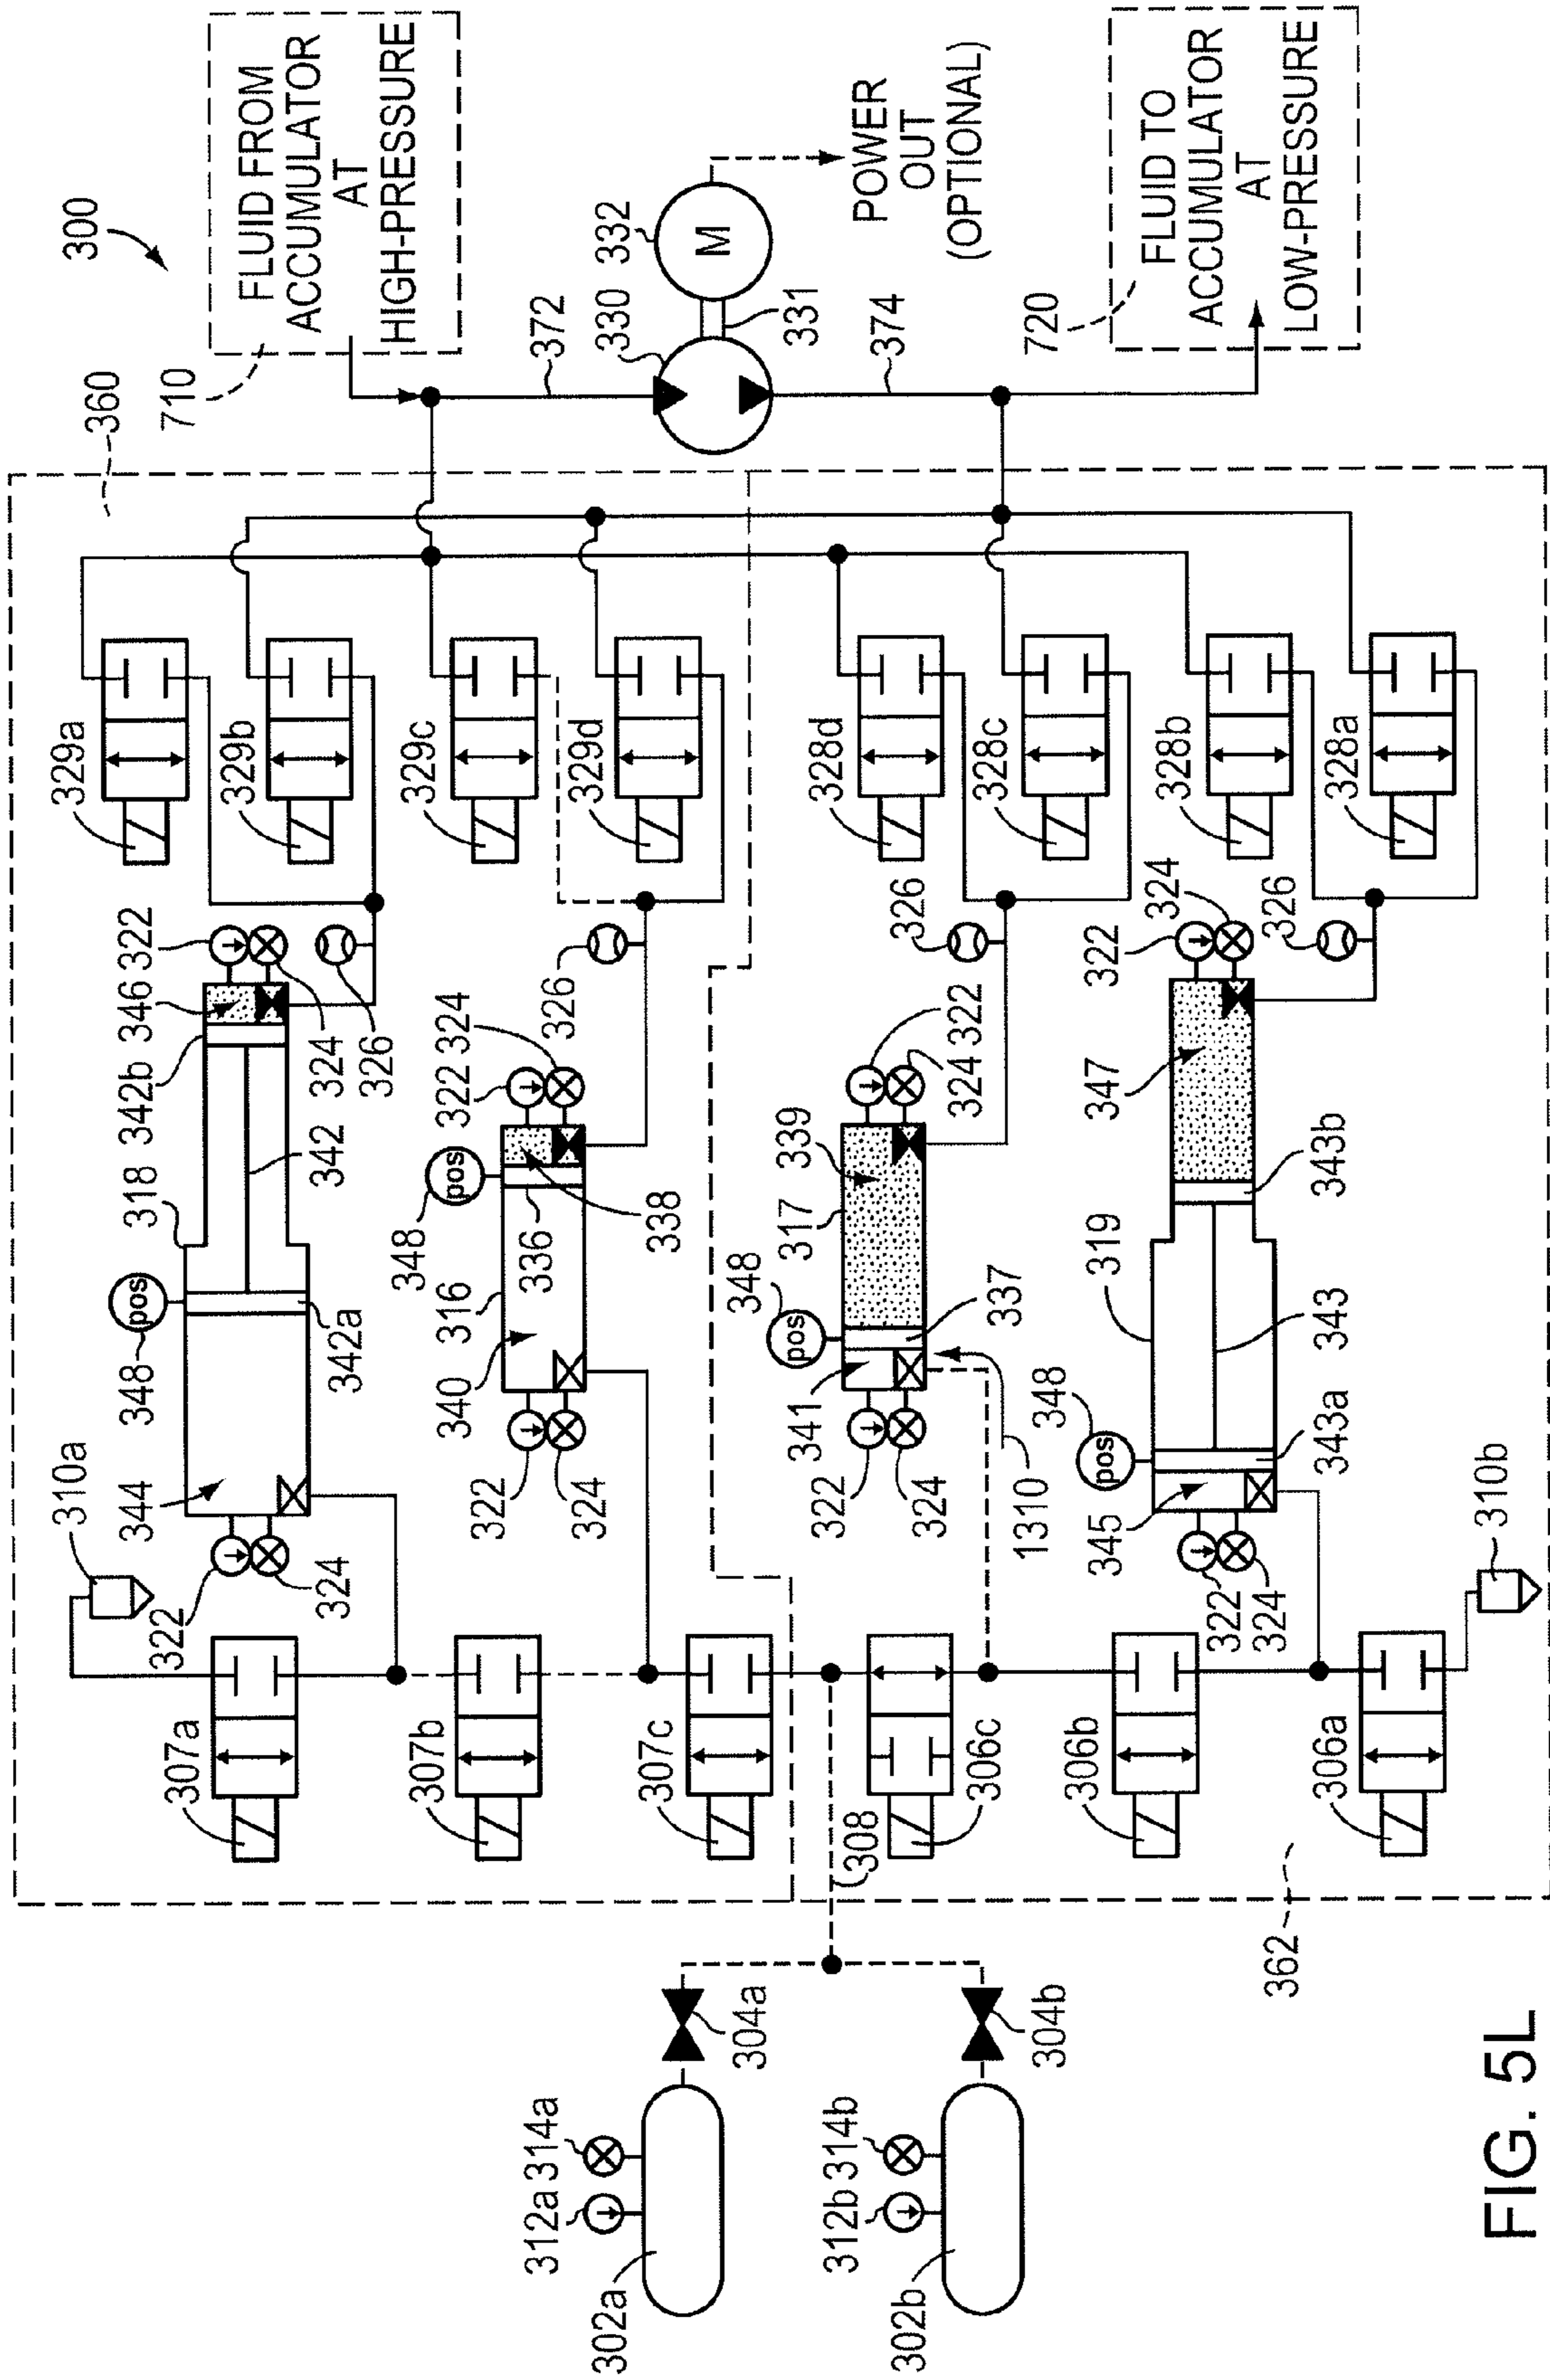 310a
329a
300
344
348
318
342b
322
360
307a
322
346
710
FLUID FROM
ACCUMULATOR
AT
HIGH-PRESSURE
pos
329b
342
324
342a
324
326
307b
348
329c
340
316
322
324
pos
322
336
324
326
372
312a
314a
324
338
329d
330
332
M
302a
307c
304a
331
348
POWER
OUT
(OPTIONAL)
pos
317
339
341
322
328d
374
312b
314b
308
322
324
326
302b
306c
324
337
328c
304b
1310
348
720
306b
pos
345
319
347
322
328b
FLUID TO
ACCUMULATOR
AT
LOW-PRESSURE
322
343
324
362
324
343a
343b
326
306a
328a
310b
FIG. 5L